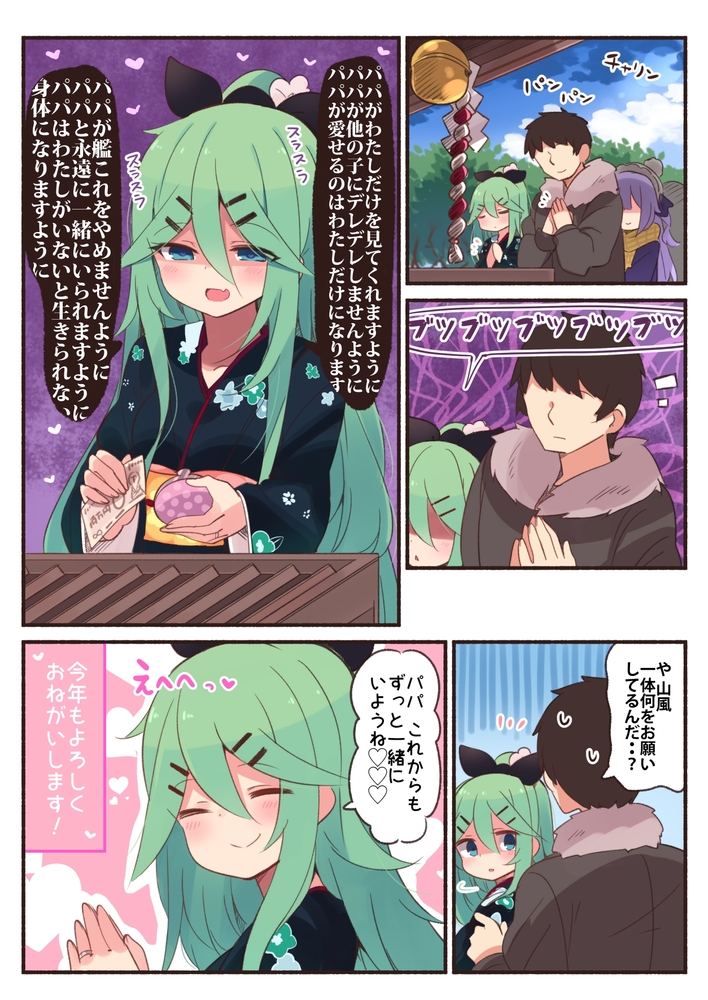 チャリン
パンパン
ブツブツブツブツブツブツ
パパがわたしだけを見てくれますように
パパが他の子にデレデレしませんように
パパが愛せるのはわたしだけになります
スラスラ
スラスラ
パパが艦これをやめませんように
パパと永遠に一緒にいられますように
パパはわたしがいないと生きられない
身体になりますように
や山風
一体何をお願い
してるんだ・・?
パパ これからも
ずっと一緒に
いようね♡♡♡
えへへっ♥
今年もよろしく
おねがいします!